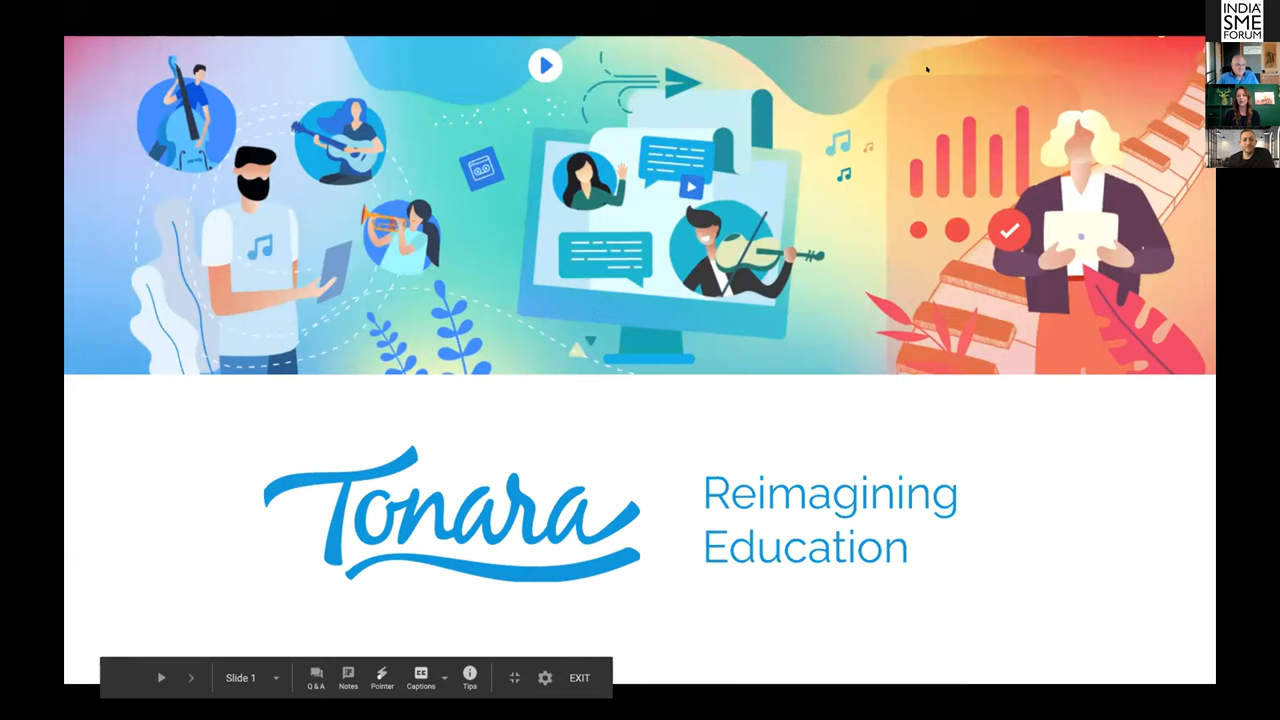 INDIA
SME
FORUM
Tonara
Reimagining
Education
Slide 1
Q & A
Notes
Pointer
Captions
Tips
EXIT